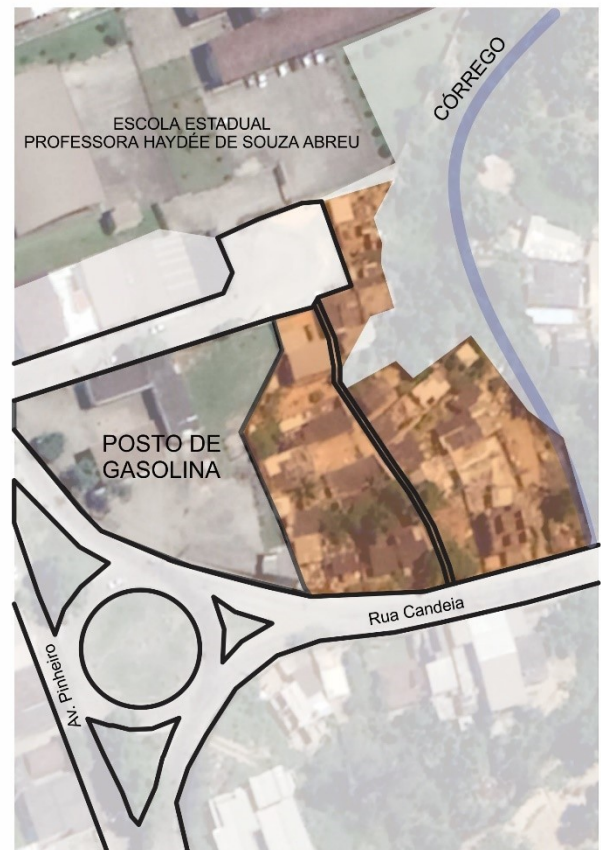 ESCOLA ESTADUAL
PROFESSORA HAYDÉE DE SOUZA ABREU
CÓRREGO
POSTO DE
GASOLINA
Rua Candeia
Av. Pinheiro